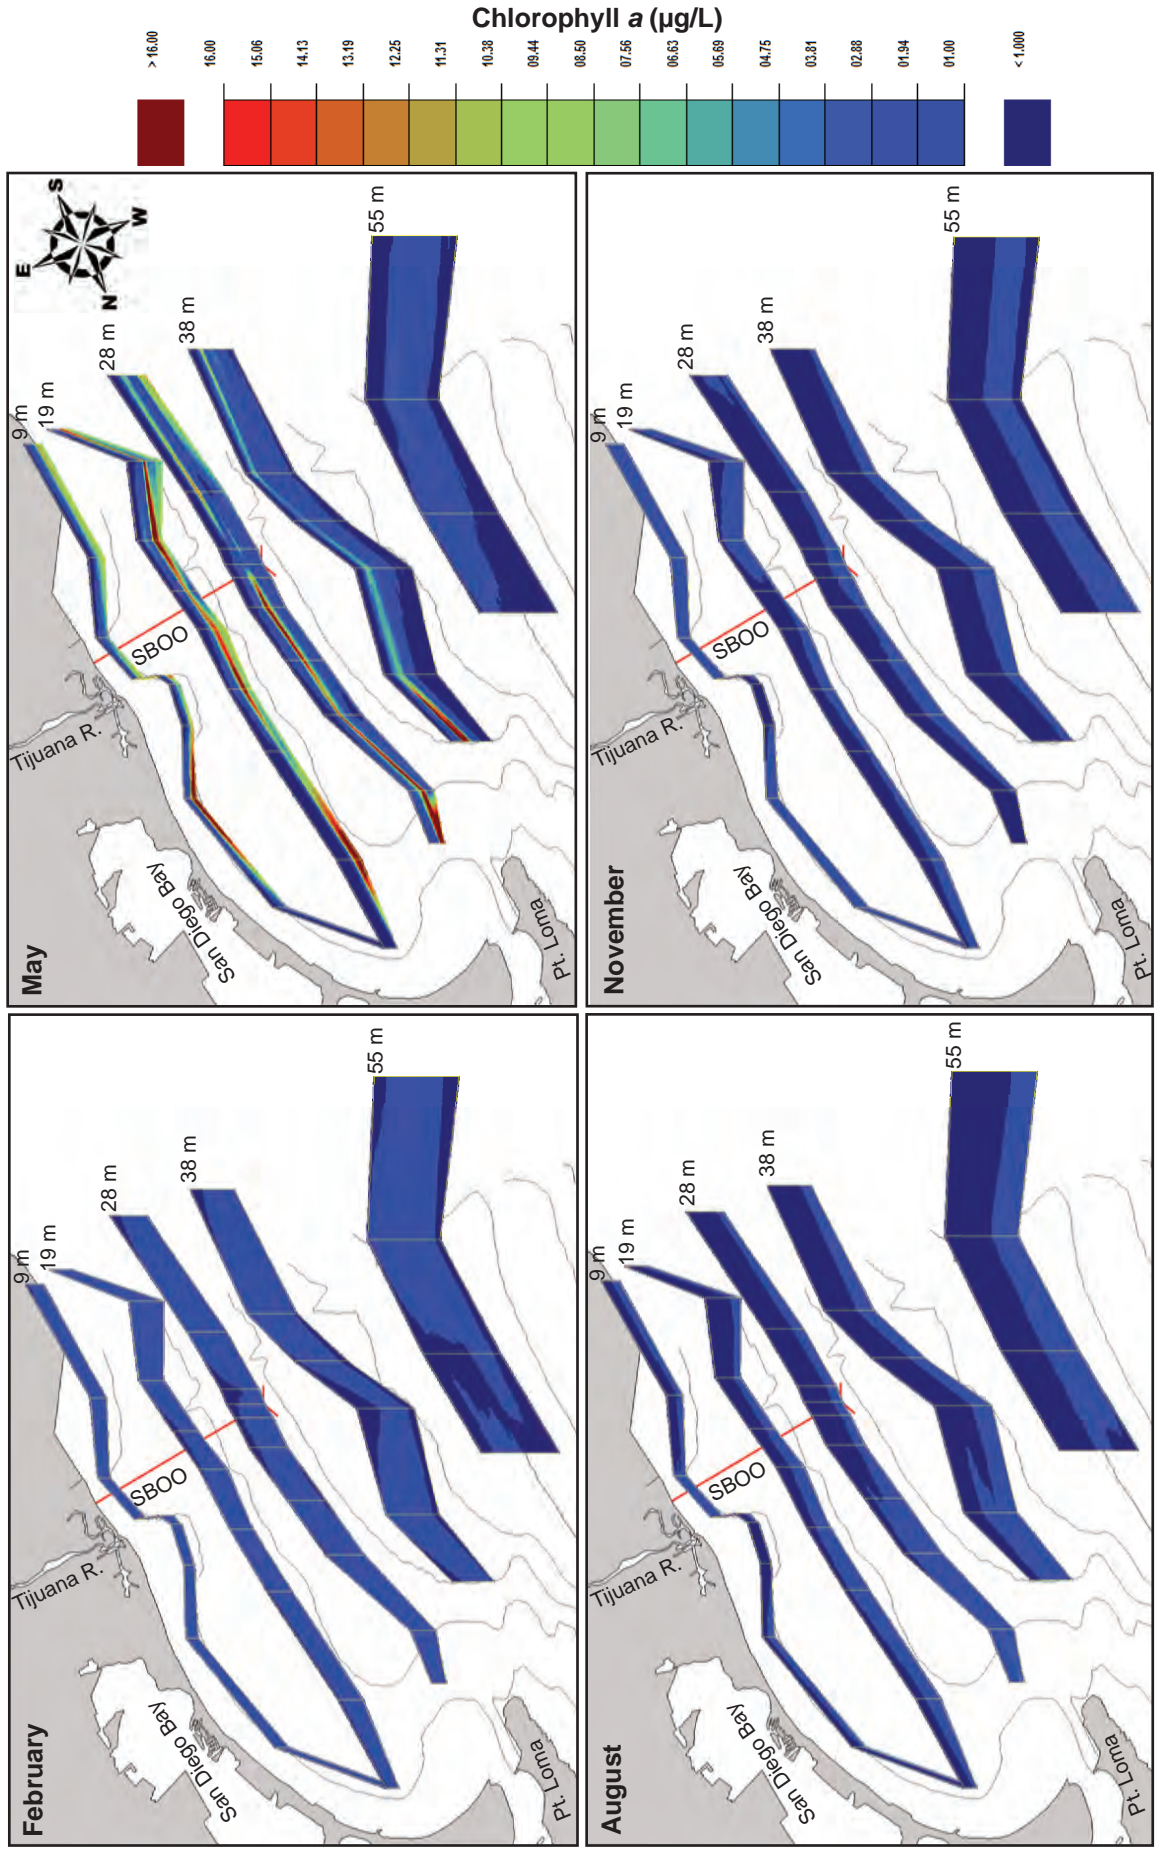 Chlorophyll a (µg/L)
> 16.00
16.00
15.06
14.13
13.19
12.25
11.31
10.38
09.44
08.50
07.56
06.63
05.69
04.75
03.81
02.88
01.94
01.00
< 1.000
May
E
S
N
W
9 m
19 m
28 m
38 m
55 m
SBOO
Tijuana R.
San Diego Bay
Pt. Loma
November
9 m
19 m
28 m
38 m
55 m
SBOO
Tijuana R.
San Diego Bay
Pt. Loma
February
9 m
19 m
28 m
38 m
55 m
SBOO
Tijuana R.
San Diego Bay
Pt. Loma
August
9 m
19 m
28 m
38 m
55 m
SBOO
Tijuana R.
San Diego Bay
Pt. Loma